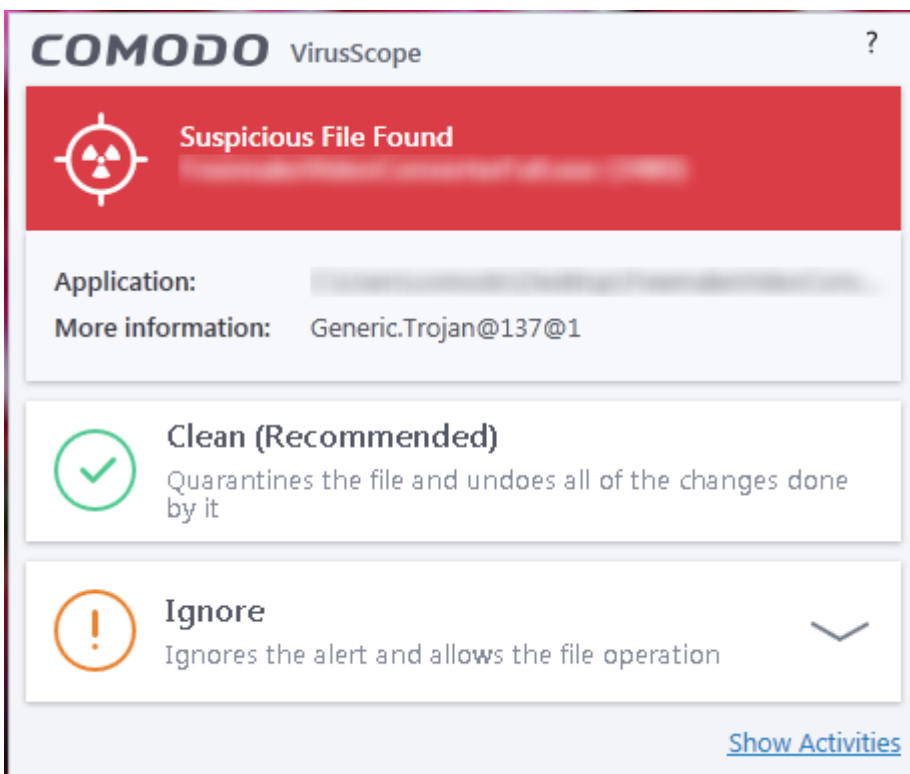 COMODO VirusScope ?
Suspicious File Found
Application:
More information: Generic.Trojan@137@1
Clean (Recommended)
Quarantines the file and undoes all of the changes done
by it
Ignore
Ignores the alert and allows the file operation
Show Activities